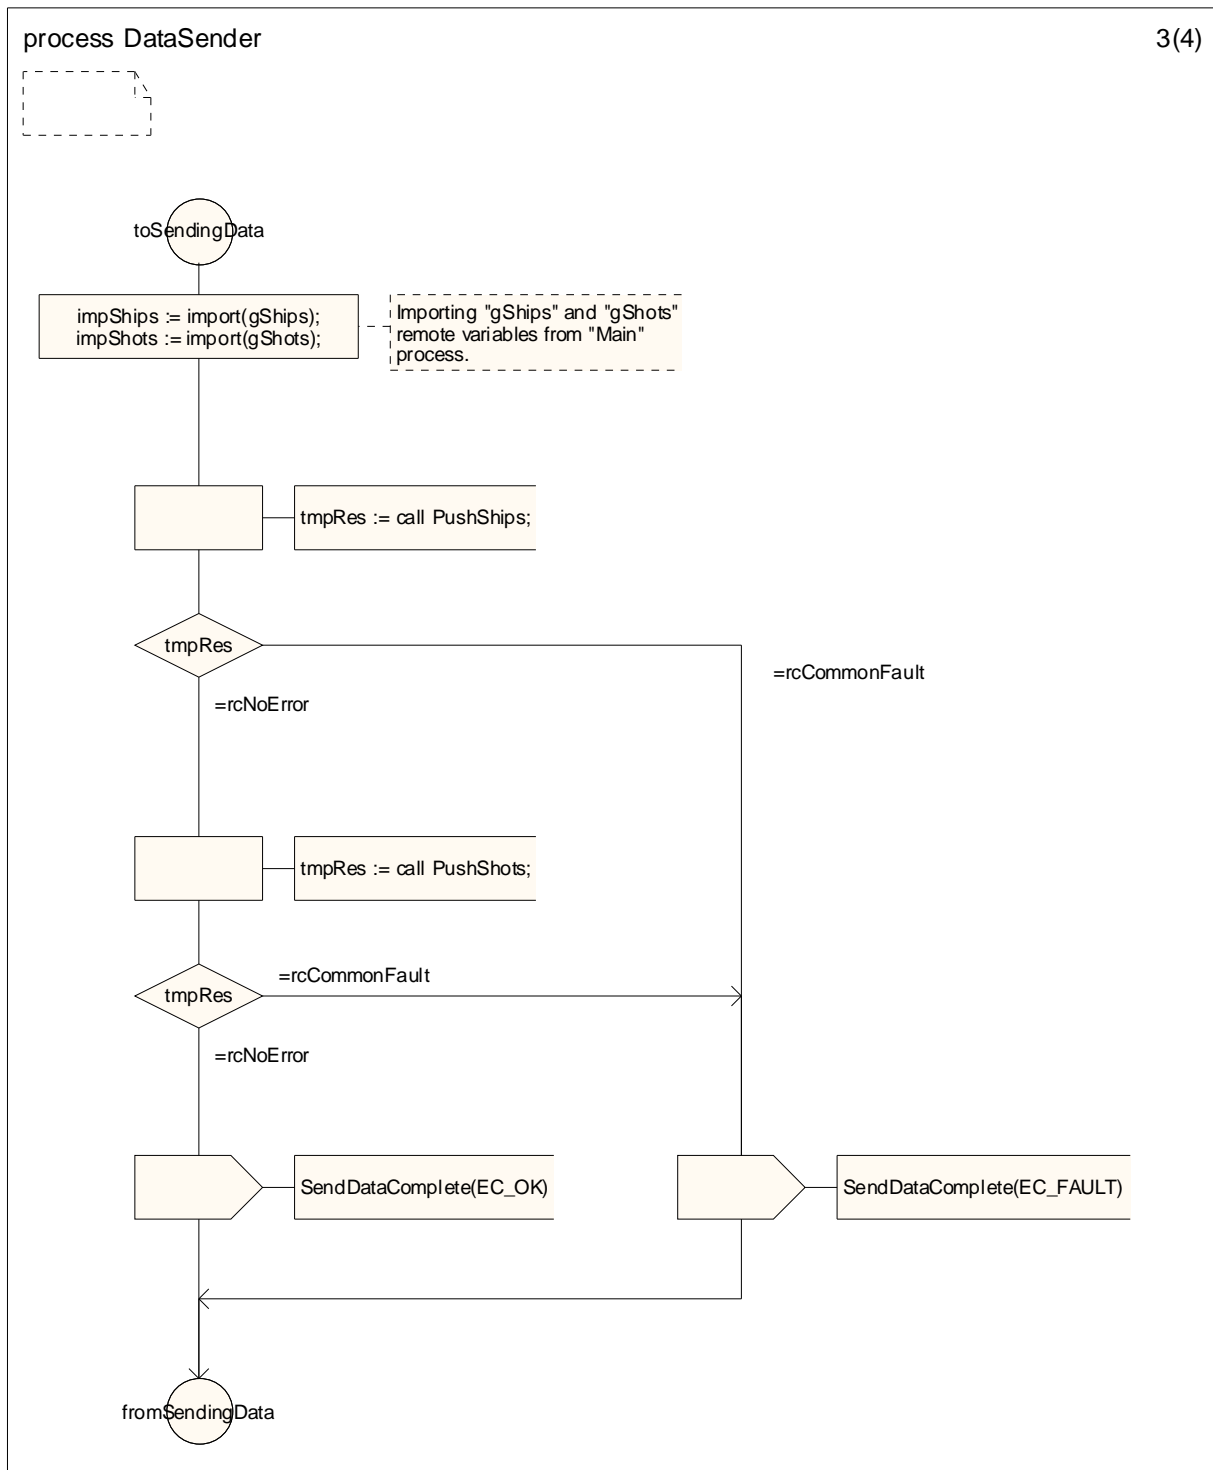 process DataSender
3(4)
toSendingData
impShips := import(gShips);
impShots := import(gShots);
Importing "gShips" and "gShots"
remote variables from "Main"
process.
tmpRes := call PushShips;
tmpRes
=rcCommonFault
=rcNoError
tmpRes := call PushShots;
=rcCommonFault
tmpRes
=rcNoError
SendDataComplete(EC_OK)
SendDataComplete(EC_FAULT)
fromSendingData